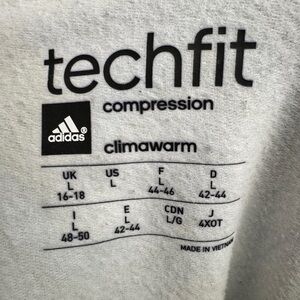 techfit
compression
adidas®
climawarm
UK US F D
L L L L
16-18 44-46 42-44
I E CDN J
L L L/G 4XOT
48-50 42-44
MADE IN VIETNAM